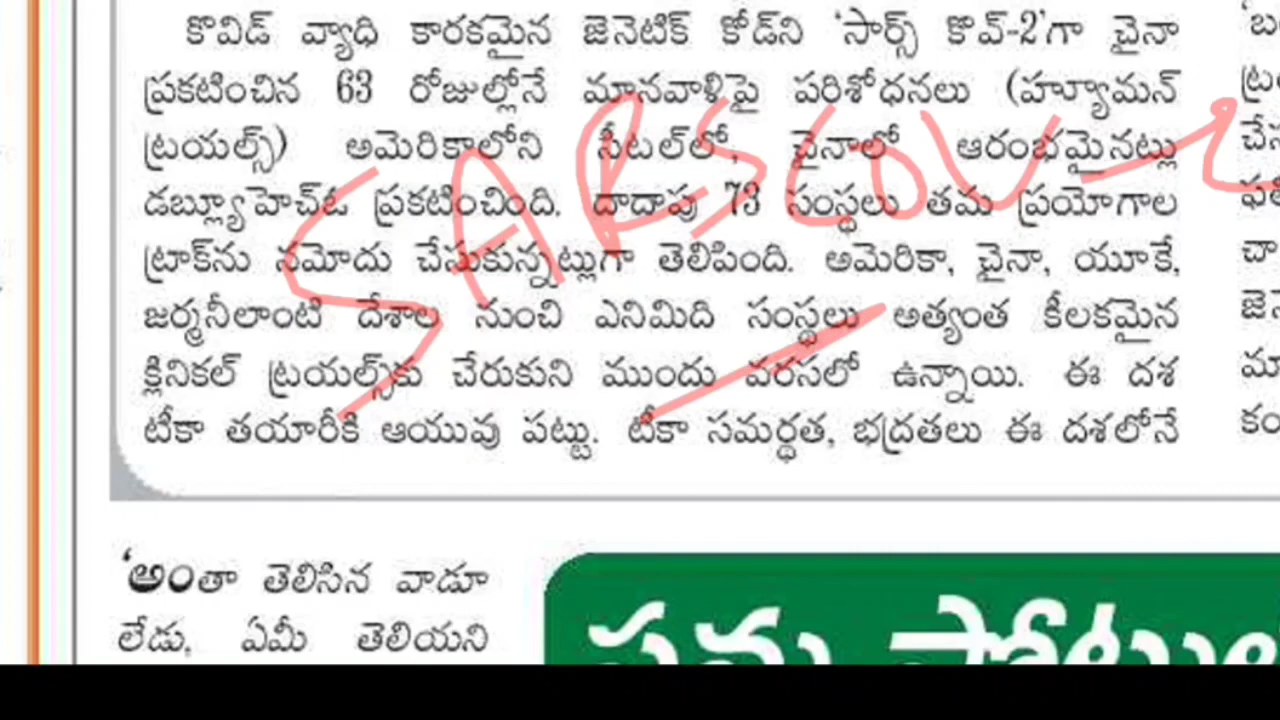 కొవిడ్ వ్యాధి కారకమైన జెనెటిక్ కోడ్‌ని 'సార్స్ కొవ్-2'గా చైనా
ప్రకటించిన 63 రోజుల్లోనే మానవాళిపై పరిశోధనలు (హ్యూమన్
ట్రయల్స్) అమెరికాలోని సీటల్‌లో, చైనాలో ఆరంభమైనట్లు
డబ్ల్యూహెచ్ఓ ప్రకటించింది. దాదాపు 73 సంస్థలు తమ ప్రయోగాల
ట్రాక్‌ను నమోదు చేసుకున్నట్లుగా తెలిపింది. అమెరికా, చైనా, యూకే,
జర్మనీలాంటి దేశాల నుంచి ఎనిమిది సంస్థలు అత్యంత కీలకమైన
క్లినికల్ ట్రయల్స్‌కు చేరుకుని ముందు వరసలో ఉన్నాయి. ఈ దశ
టీకా తయారీకి ఆయువు పట్టు. టీకా సమర్థత, భద్రతలు ఈ దశలోనే
SARSCOV-2
'అంతా తెలిసిన వాడూ
లేడు, ఏమీ తెలియని